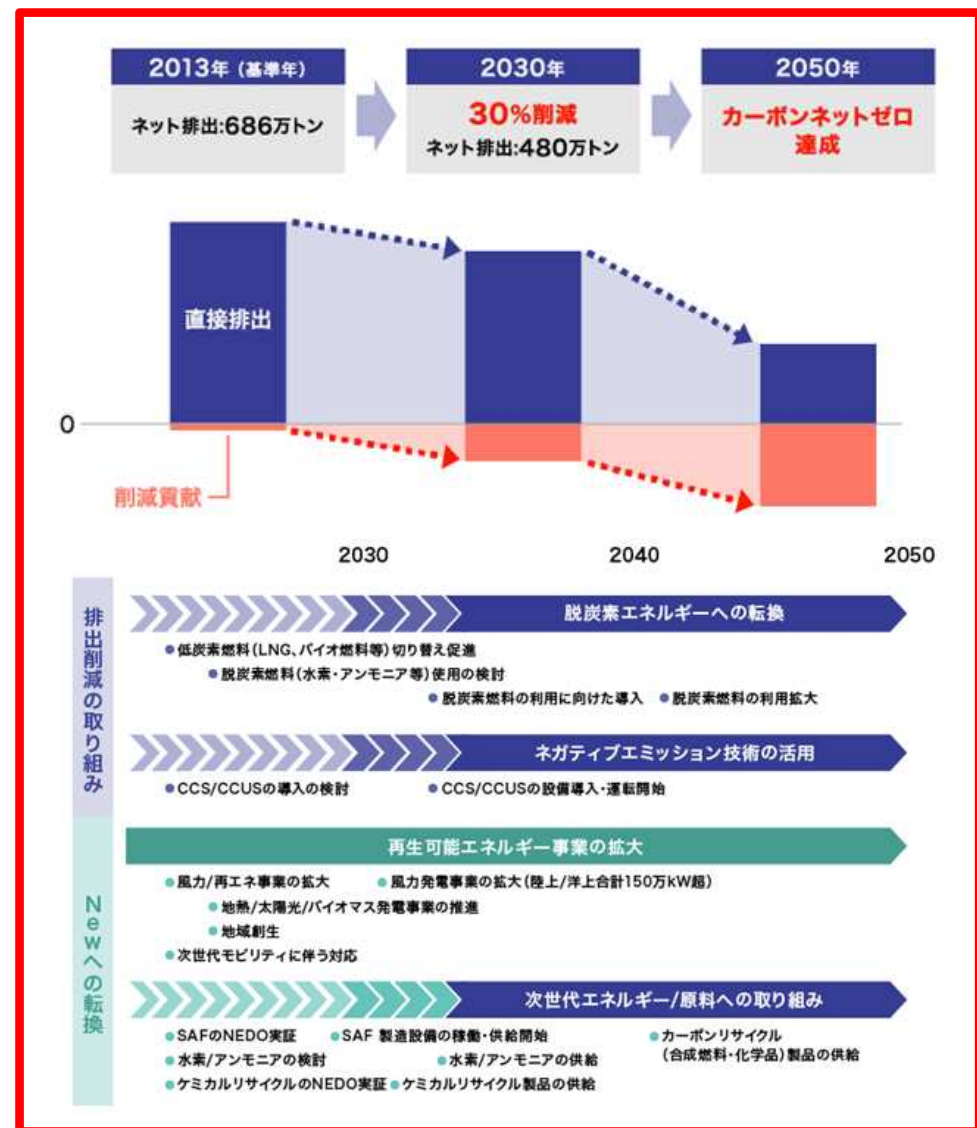 2013年（基準年）
ネット排出:686万トン
2030年
30%削減
ネット排出:480万トン
2050年
カーボンネットゼロ
達成
直接排出
0
削減貢献
2030
2040
2050
排出削減の取り組み
脱炭素エネルギーへの転換
●低炭素燃料(LNG、バイオ燃料等)切り替え促進
●脱炭素燃料(水素・アンモニア等)使用の検討
●脱炭素燃料の利用に向けた導入 ●脱炭素燃料の利用拡大
ネガティブエミッション技術の活用
●CCS/CCUSの導入の検討 ●CCS/CCUSの設備導入・運転開始
Newへの転換
再生可能エネルギー事業の拡大
●風力/再エネ事業の拡大 ●風力発電事業の拡大(陸上/洋上合計150万kW超)
●地熱/太陽光/バイオマス発電事業の推進
●地域創生
●次世代モビリティに伴う対応
次世代エネルギー/原料への取り組み
●SAFのNEDO実証 ●SAF 製造設備の稼働・供給開始 ●カーボンリサイクル
(合成燃料・化学品)製品の供給
●水素/アンモニアの検討 ●水素/アンモニアの供給
●ケミカルリサイクルのNEDO実証 ●ケミカルリサイクル製品の供給